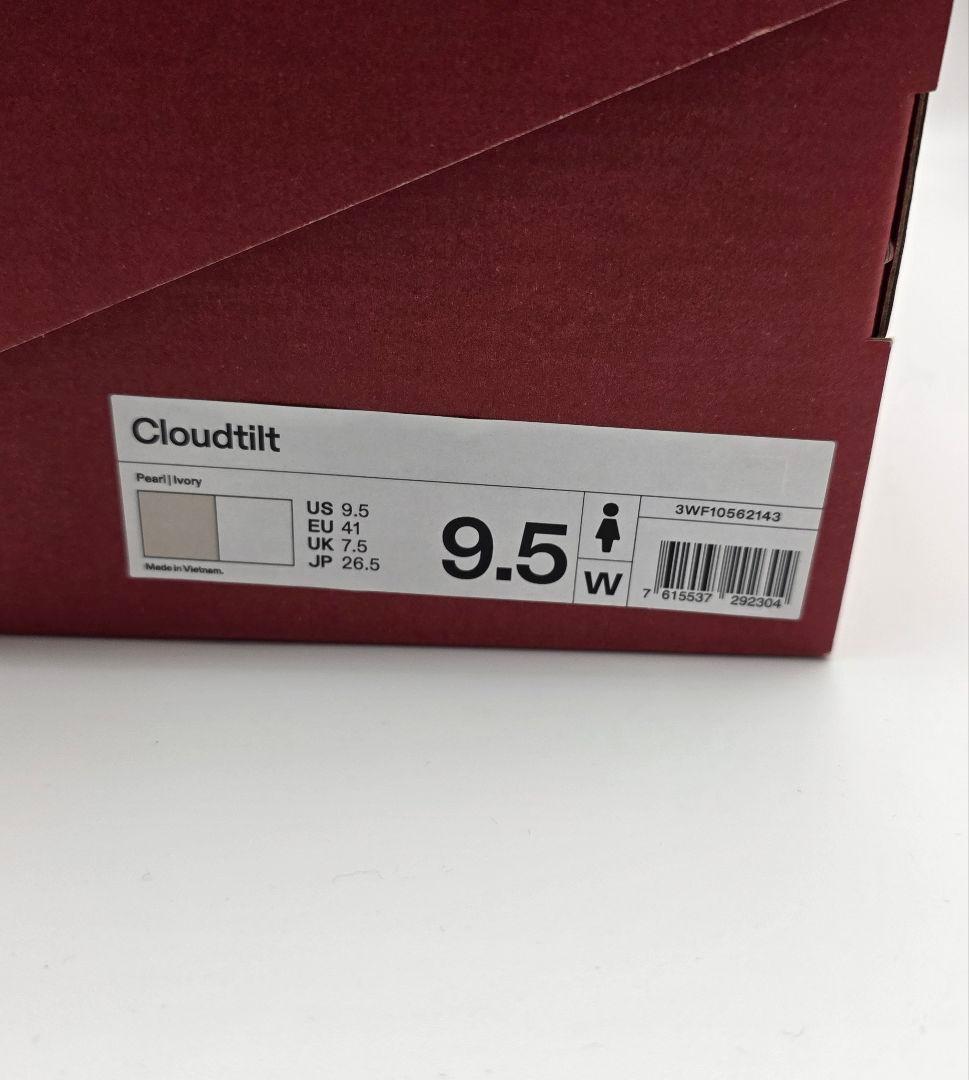 Cloudtilt
Pearl | Ivory
US 9.5
EU 41
UK 7.5
JP 26.5
Made in Vietnam.
9.5
W
3WF10562143
7 615537 292304